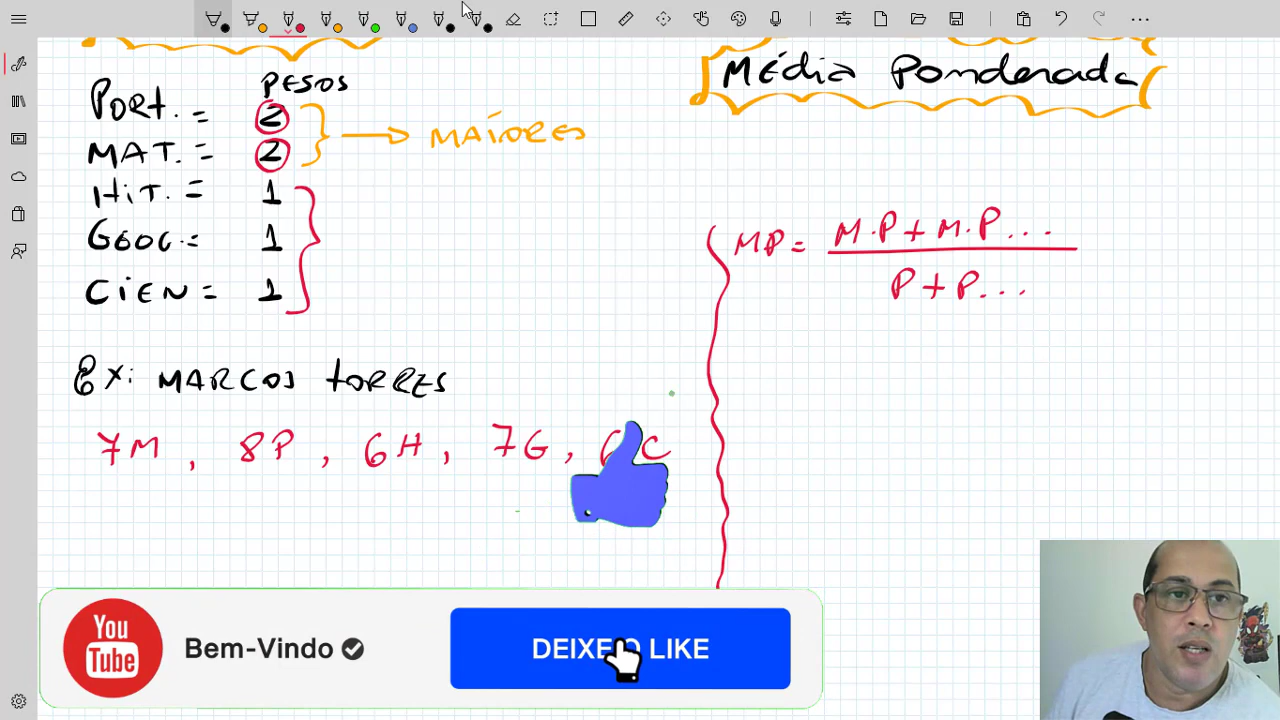 PESOS
Média Ponderada
PORT. = 2
MAT. = 2
→ MAIORES
HiT. = 1
GEOG. = 1
CiEN = 1
MP = M.P + M.P...
P + P...
Ex: MARCOS TORRES
7M, 8P, 6H, 7G, 6C
You
Tube
Bem-Vindo
DEIXE O LIKE